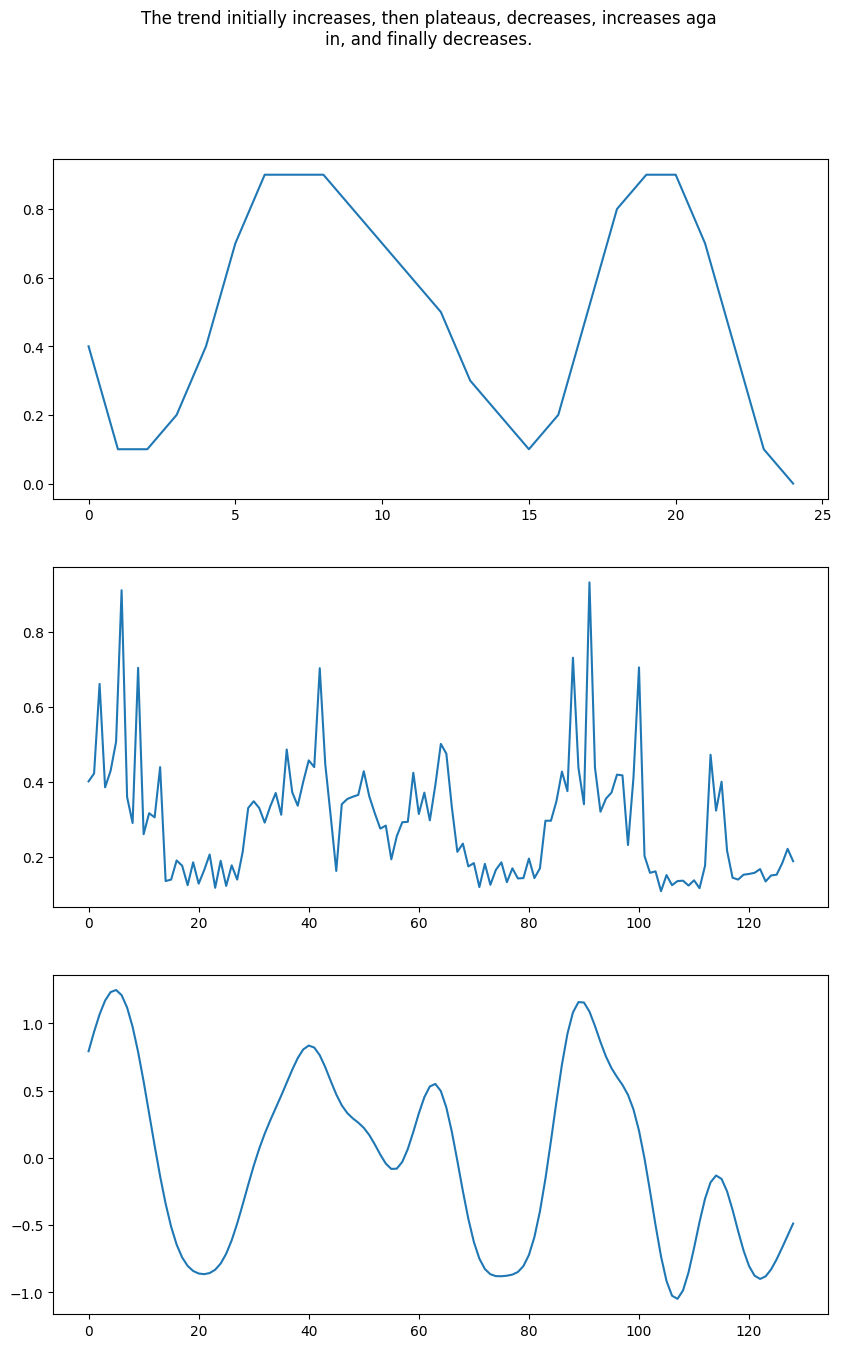 The trend initially increases, then plateaus, decreases, increases aga
in, and finally decreases.
0.8
0.6
0.4
0.2
0.0
0 5 10 15 20 25
0.8
0.6
0.4
0.2
0 20 40 60 80 100 120
1.0
0.5
0.0
−0.5
−1.0
0 20 40 60 80 100 120